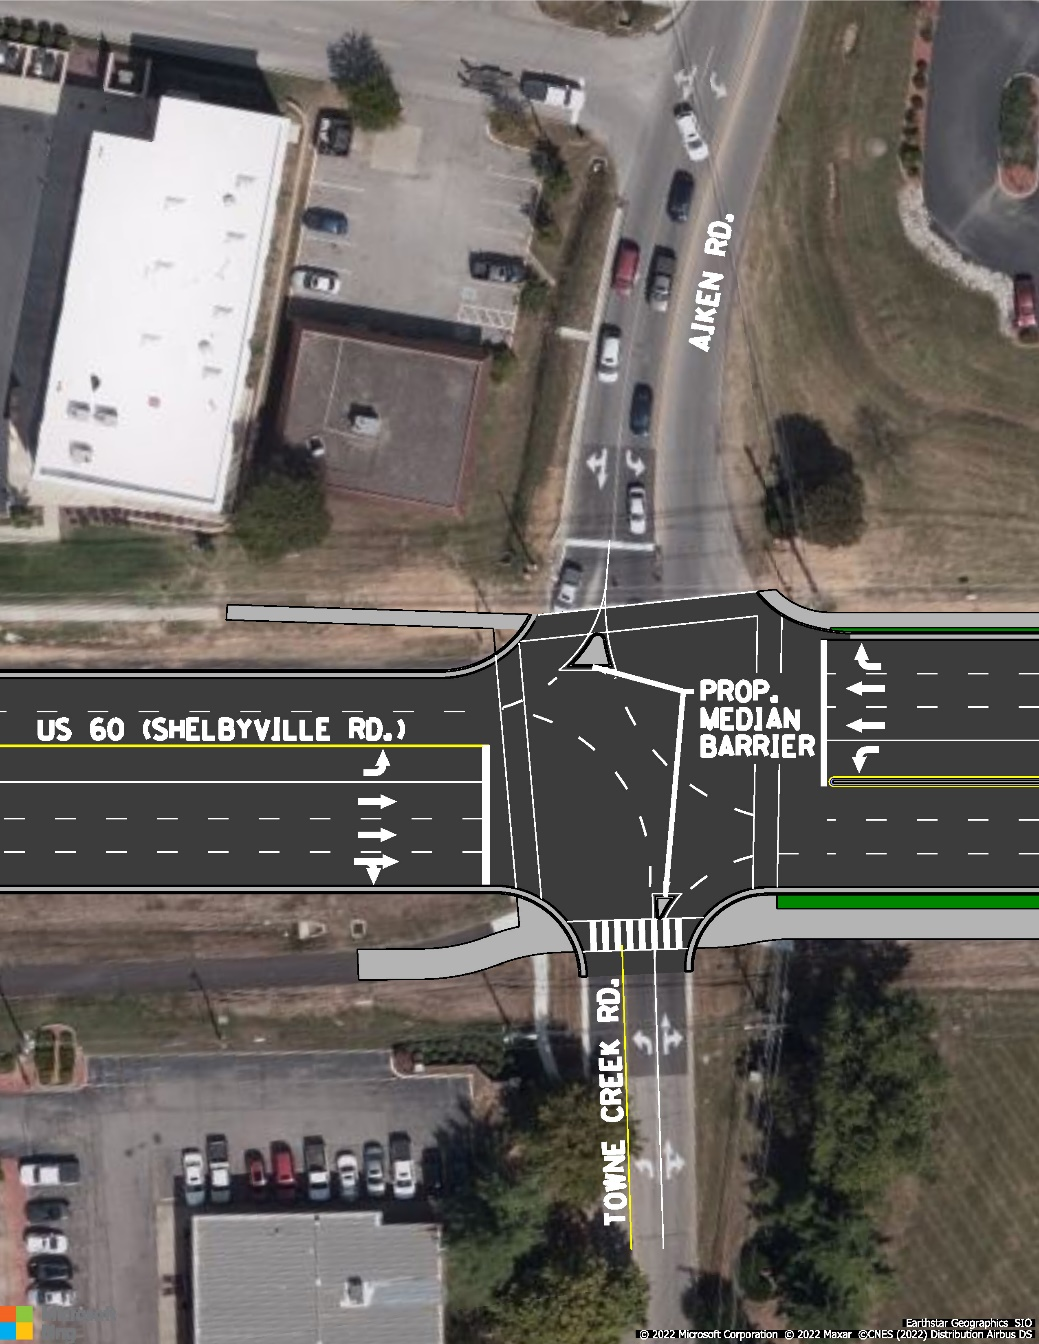 AIKEN RD.
US 60 (SHELBYVILLE RD.)
PROP.
MEDIAN
BARRIER
TOWNE CREEK RD.
Earthstar Geographics SIO
© 2022 Microsoft Corporation © 2022 Maxar ©CNES (2022) Distribution Airbus DS